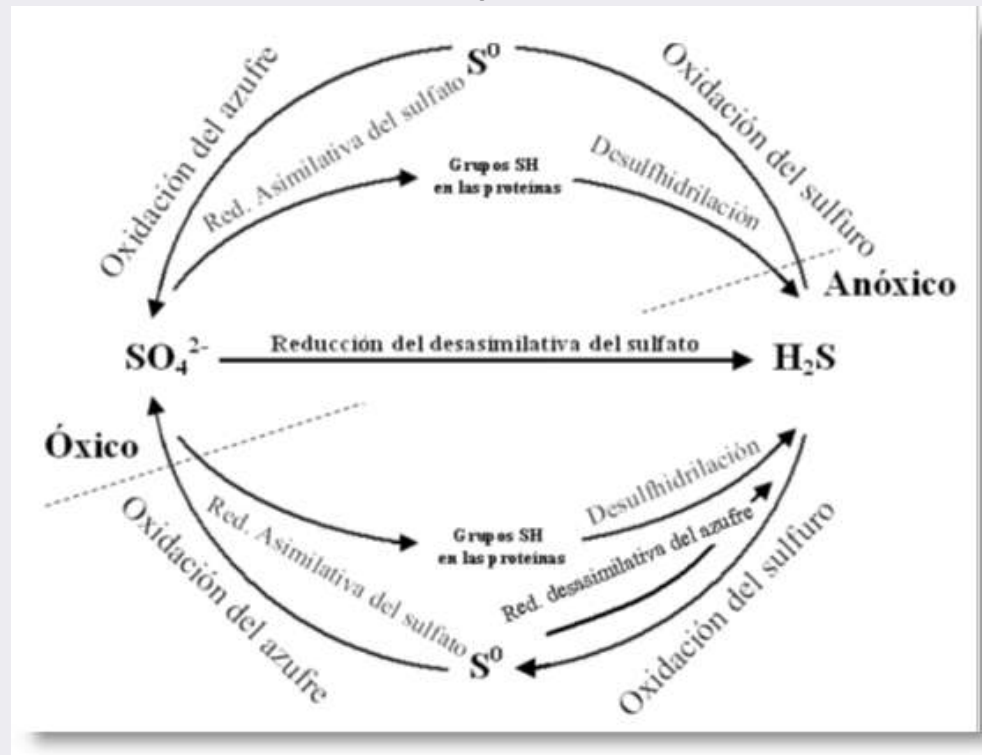 S⁰
Oxidación del azufre
Red. Asimilativa del sulfato
Oxidación del sulfuro
Grupos SH
en las proteínas
Desulfhidrilación
Anóxico
SO₄²⁻
Reducción del desasimilativa del sulfato
H₂S
Óxico
Oxidación del azufre
Red. Asimilativa del sulfato
Grupos SH
en las proteínas
Desulfhidrilación
Red. desasimilativa del azufre
Oxidación del sulfuro
S⁰